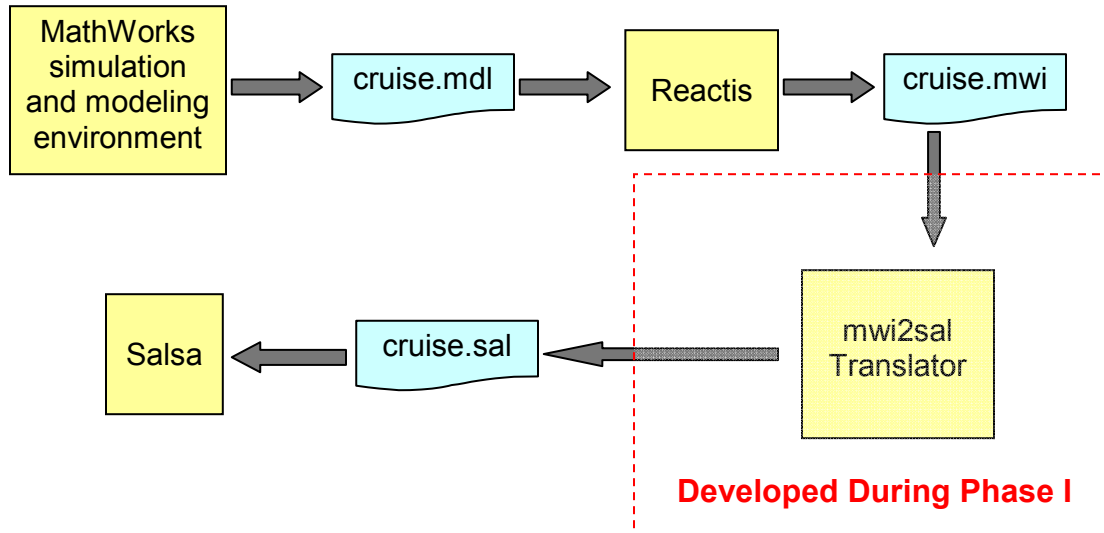 MathWorks
simulation
and modeling
environment
cruise.mdl
Reactis
cruise.mwi
mwi2sal
Translator
cruise.sal
Salsa
Developed During Phase I